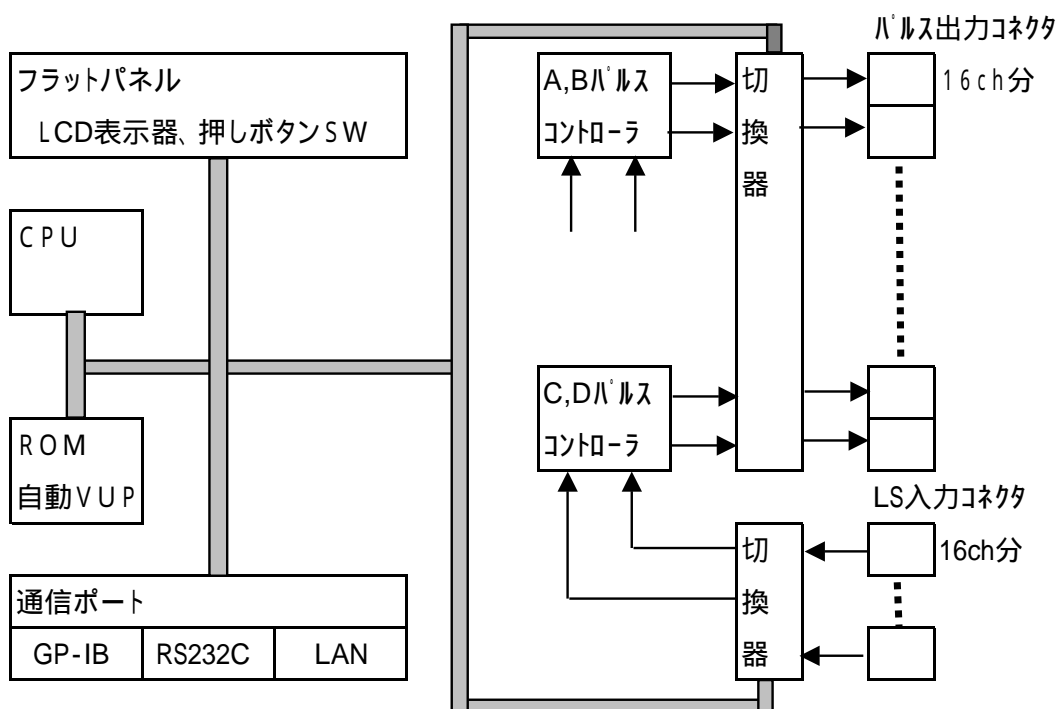 パルス出力コネクタ
16ch分
フラットパネル
LCD表示器、押しボタンSW
A,Bパルス
コントローラ
切
換
器
CPU
C,Dパルス
コントローラ
ROM
自動VUP
LS入力コネクタ
16ch分
切
換
器
通信ポート
GP-IB
RS232C
LAN